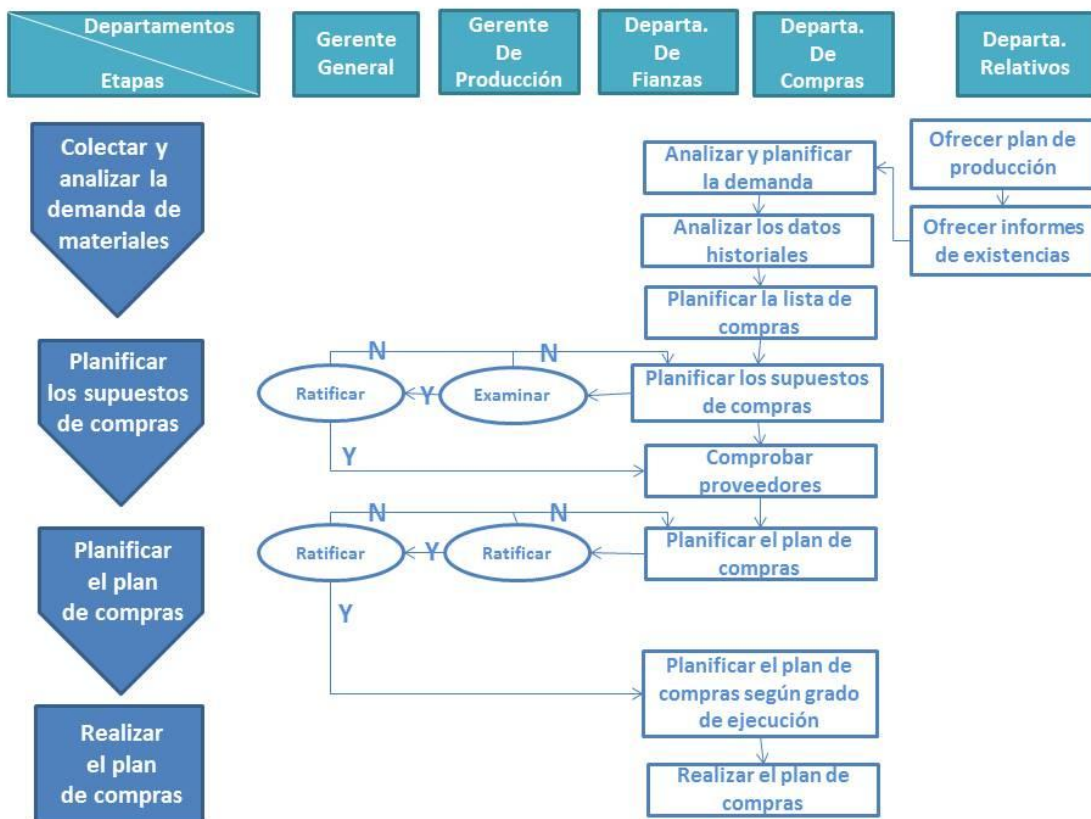 Departamentos
Etapas
Gerente
General
Gerente
De
Producción
Departa.
De
Fianzas
Departa.
De
Compras
Departa.
Relativos
Colectar y
analizar la
demanda de
materiales
Analizar y planificar
la demanda
Ofrecer plan de
producción
Analizar los datos
historiales
Ofrecer informes
de existencias
Planificar la lista de
compras
Planificar
los supuestos
de compras
N
N
Ratificar
Y
Examinar
Planificar los supuestos
de compras
Y
Comprobar
proveedores
Planificar
el plan
de compras
N
N
Ratificar
Y
Ratificar
Planificar el plan de
compras
Y
Planificar el plan de
compras según grado
de ejecución
Realizar
el plan
de compras
Realizar el plan de
compras